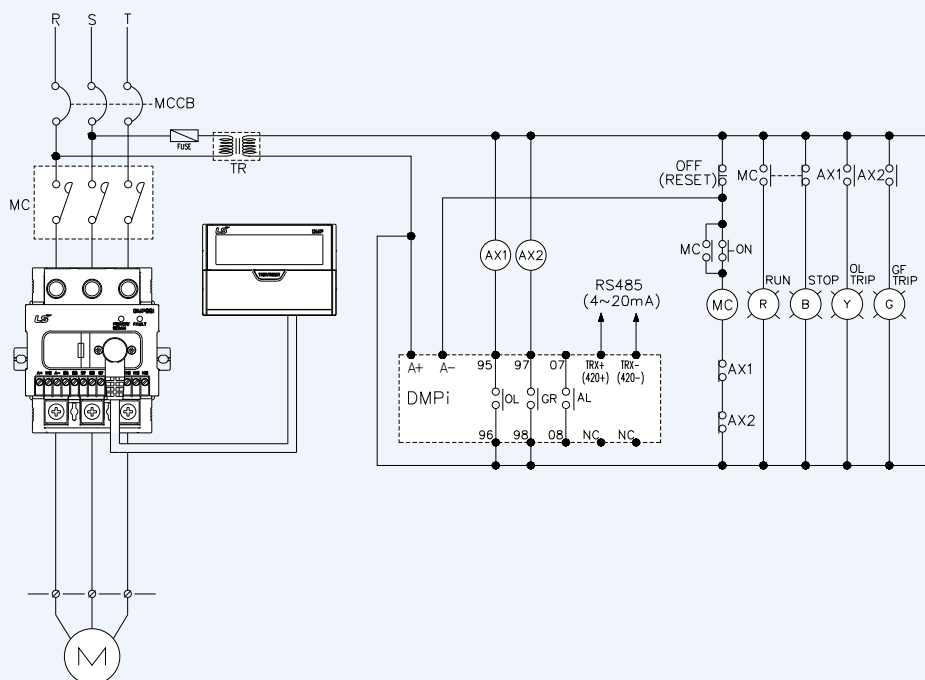 R S T
MCCB
FUSE
TR
MC
OFF
(RESET)
MC
AX1
AX2
LS
DMP
AX1
AX2
MC
ON
RS485
(4~20mA)
RUN
STOP
OL
TRIP
GF
TRIP
MC
R
B
Y
G
LS
FAULT
A+
A-
95
97
07
TRX+
(420+)
TRX-
(420-)
DMPi
OL
GR
AL
AX1
AX2
96
98
08
NC
NC
M